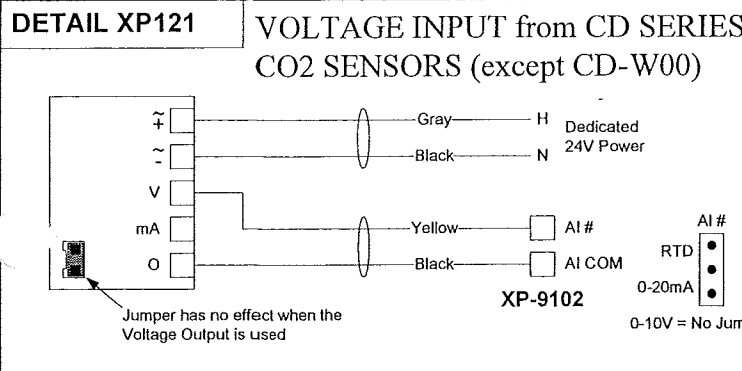 DETAIL XP121
VOLTAGE INPUT from CD SERIES
CO2 SENSORS (except CD-W00)
~
+
Gray
H
Dedicated
24V Power
~
-
Black
N
V
mA
Yellow
AI #
O
Black
AI COM
XP-9102
AI #
RTD
0-20mA
0-10V = No Jum
Jumper has no effect when the
Voltage Output is used